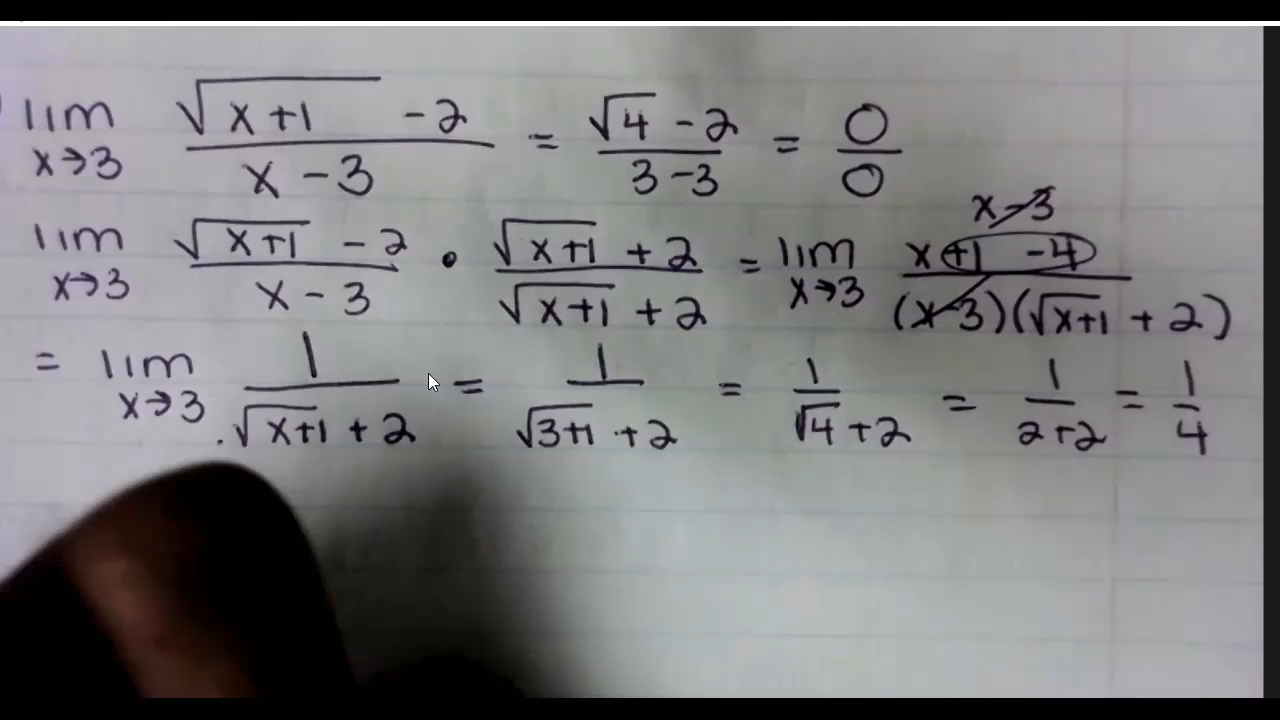 lim x→3 (√(x+1) - 2)/(x - 3) = (√4 - 2)/(3 - 3) = 0/0
lim x→3 (√(x+1) - 2)/(x - 3) • (√(x+1) + 2)/(√(x+1) + 2) = lim x→3 x - 3 (x + 1 - 4)/((x - 3)(√(x+1) + 2))
= lim x→3 1/(√(x+1) + 2) = 1/(√(3+1) + 2) = 1/(√4 + 2) = 1/(2 + 2) = 1/4